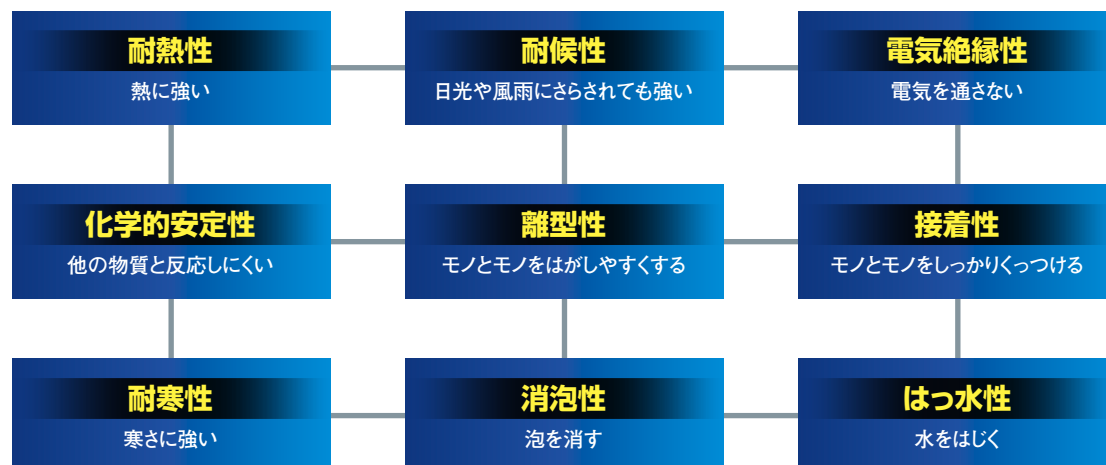 耐熱性
熱に強い
耐候性
日光や風雨にさらされても強い
電気絶縁性
電気を通さない
化学的安定性
他の物質と反応しにくい
離型性
モノとモノをはがしやすくする
接着性
モノとモノをしっかりくっつける
耐寒性
寒さに強い
消泡性
泡を消す
はっ水性
水をはじく